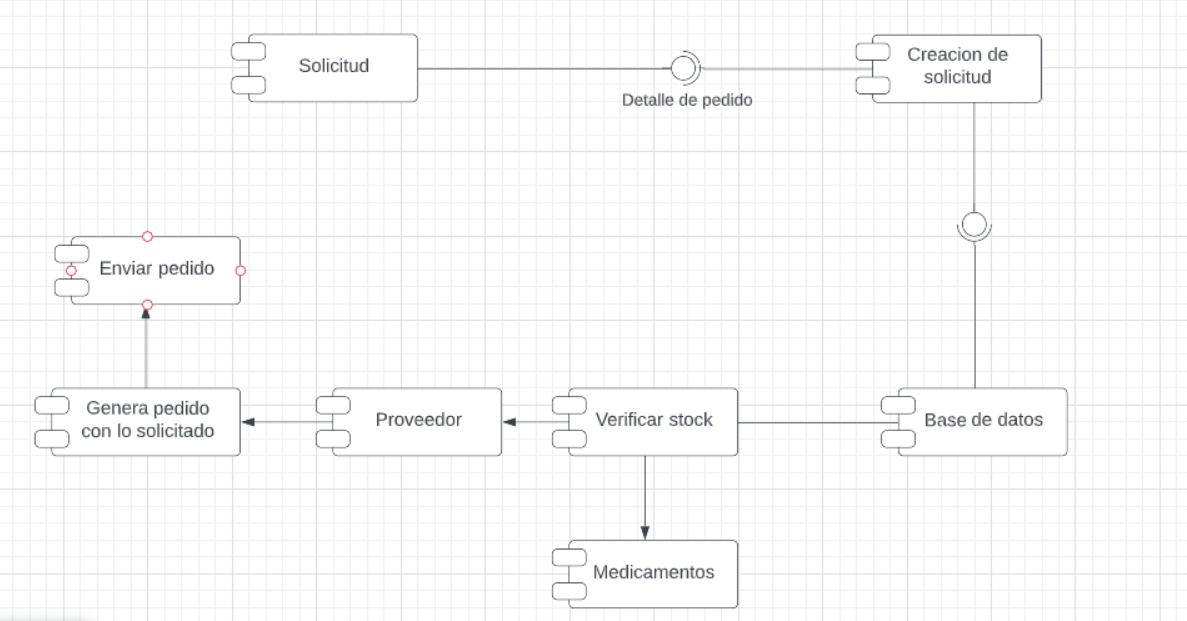 Solicitud
Detalle de pedido
Creacion de
solicitud
Enviar pedido
Genera pedido
con lo solicitado
Proveedor
Verificar stock
Base de datos
Medicamentos